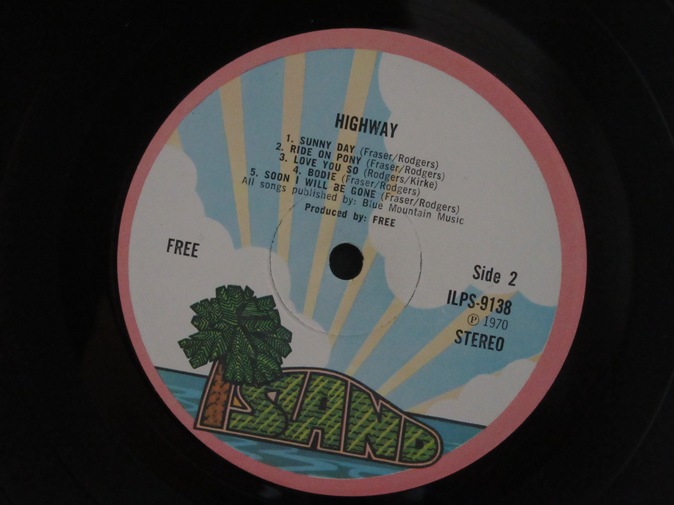 HIGHWAY
1. SUNNY DAY (Fraser/Rodgers)
2. RIDE ON PONY (Fraser/Rodgers)
3. LOVE YOU SO (Rodgers/Kirke)
4. BODIE (Fraser/Rodgers)
5. SOON I WILL BE GONE (Fraser/Rodgers)
All songs published by: Blue Mountain Music
Produced by: FREE
FREE
Side 2
ILPS-9138
Ⓟ 1970
STEREO
ISLAND